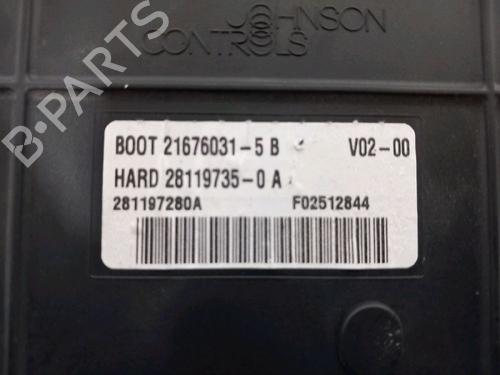 JOHNSON
CONTROLS
BOOT 21676031-5 B V02-00
HARD 28119735-0 A
281197280A F02512844
B-PARTS